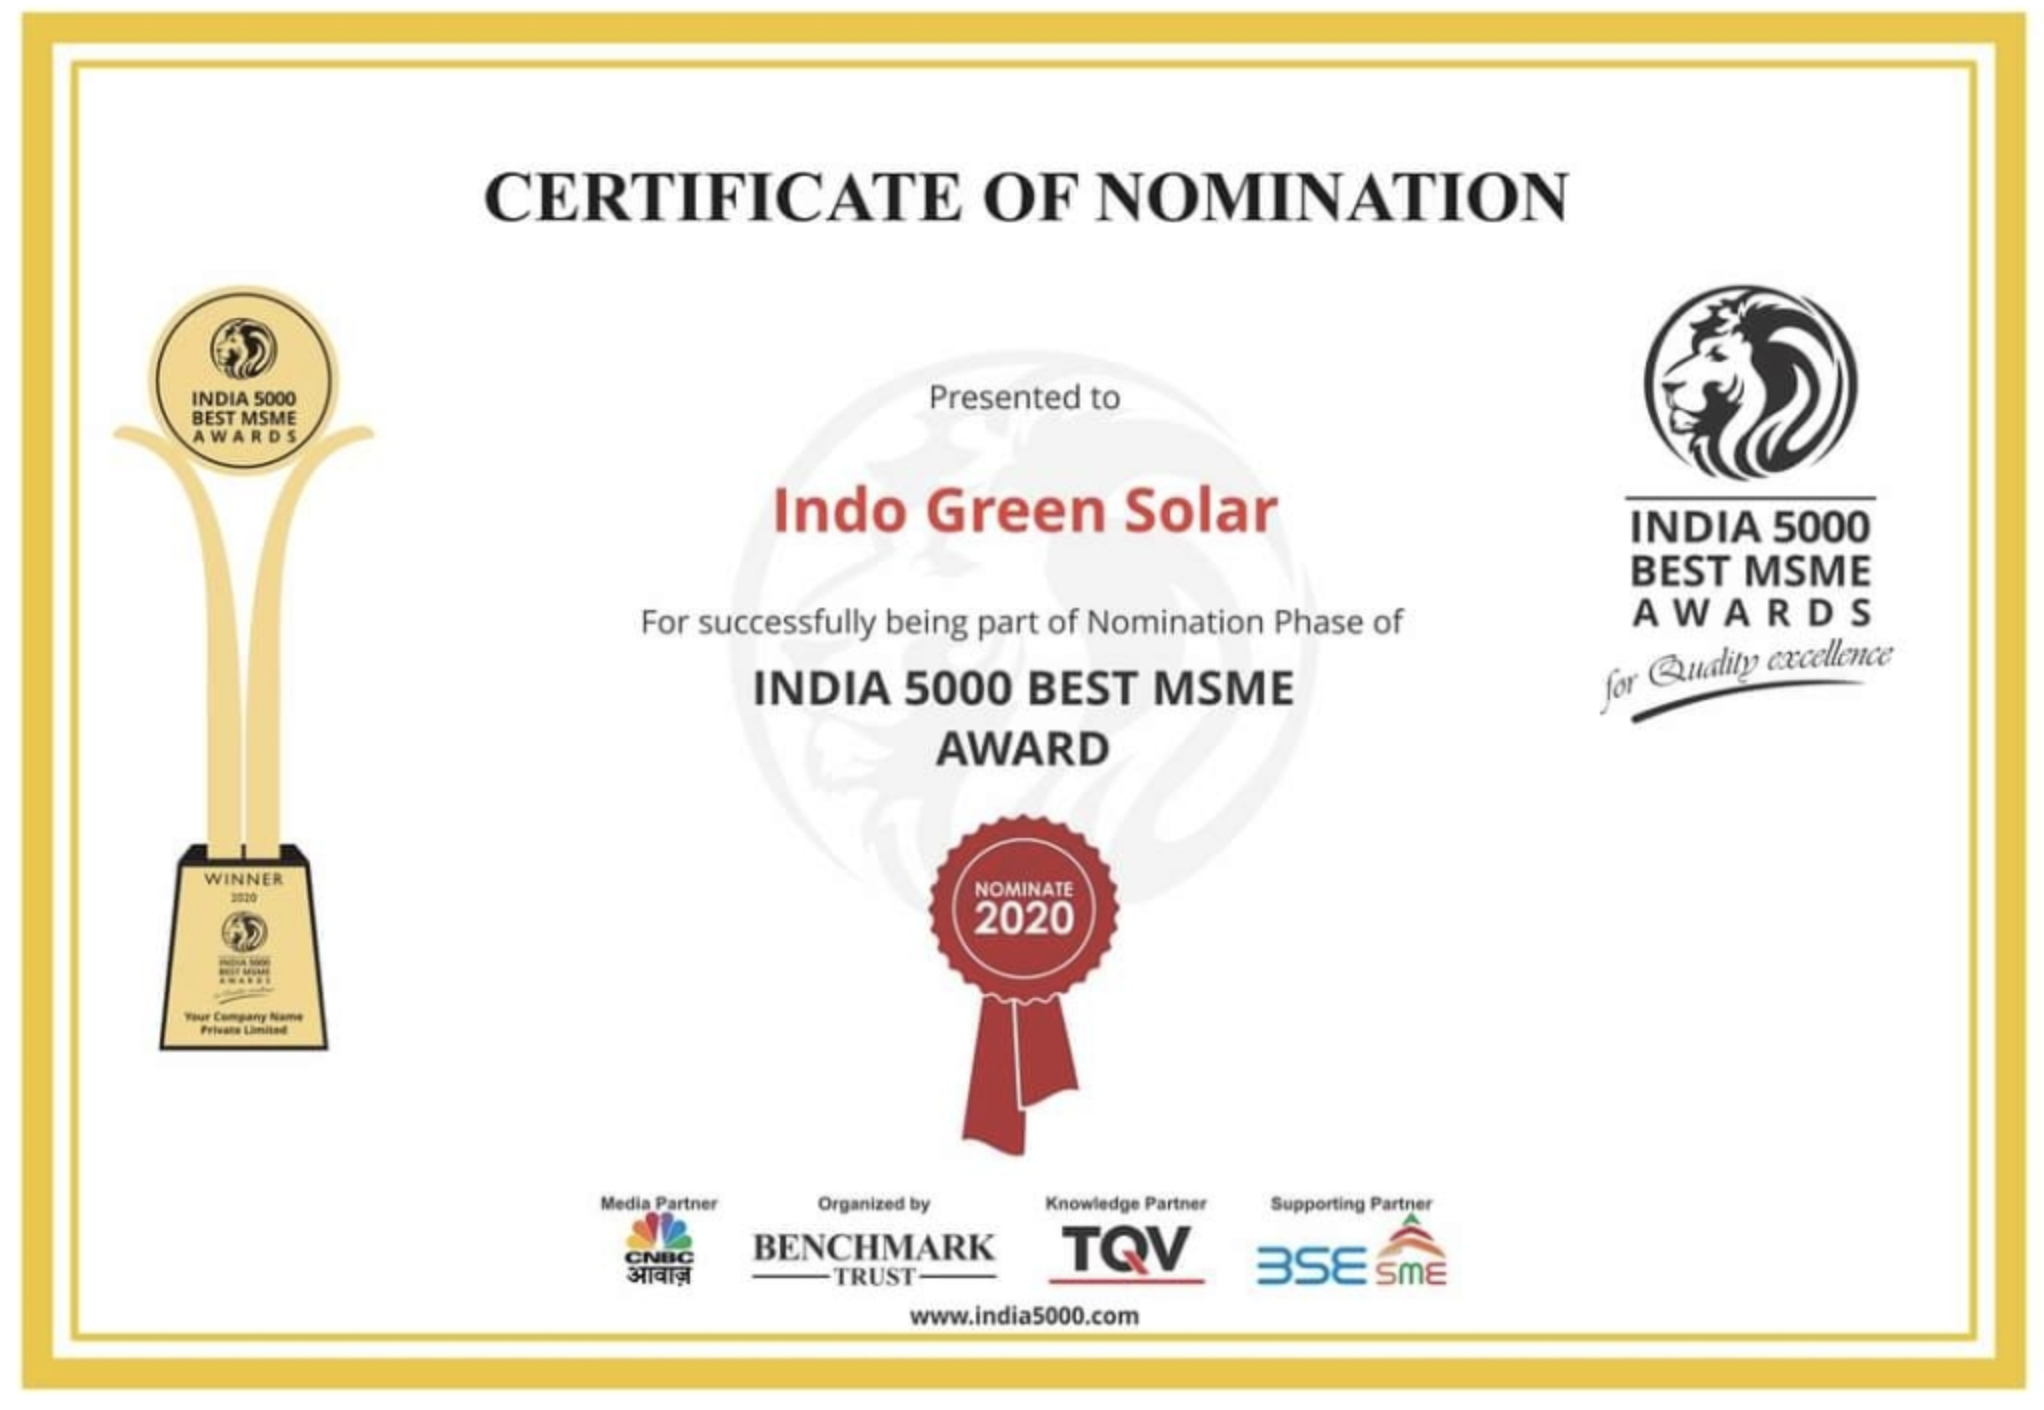 CERTIFICATE OF NOMINATION
INDIA 5000
BEST MSME
AWARDS
WINNER
2020
INDIA 5000
BEST MSME
AWARDS
Your Company Name
Private Limited
Presented to
Indo Green Solar
For successfully being part of Nomination Phase of
INDIA 5000 BEST MSME
AWARD
NOMINATE
2020
INDIA 5000
BEST MSME
AWARDS
for Quality excellence
Media Partner
CNBC
आवाज़
Organized by
BENCHMARK
TRUST
Knowledge Partner
TQV
Supporting Partner
BSE SME
www.india5000.com